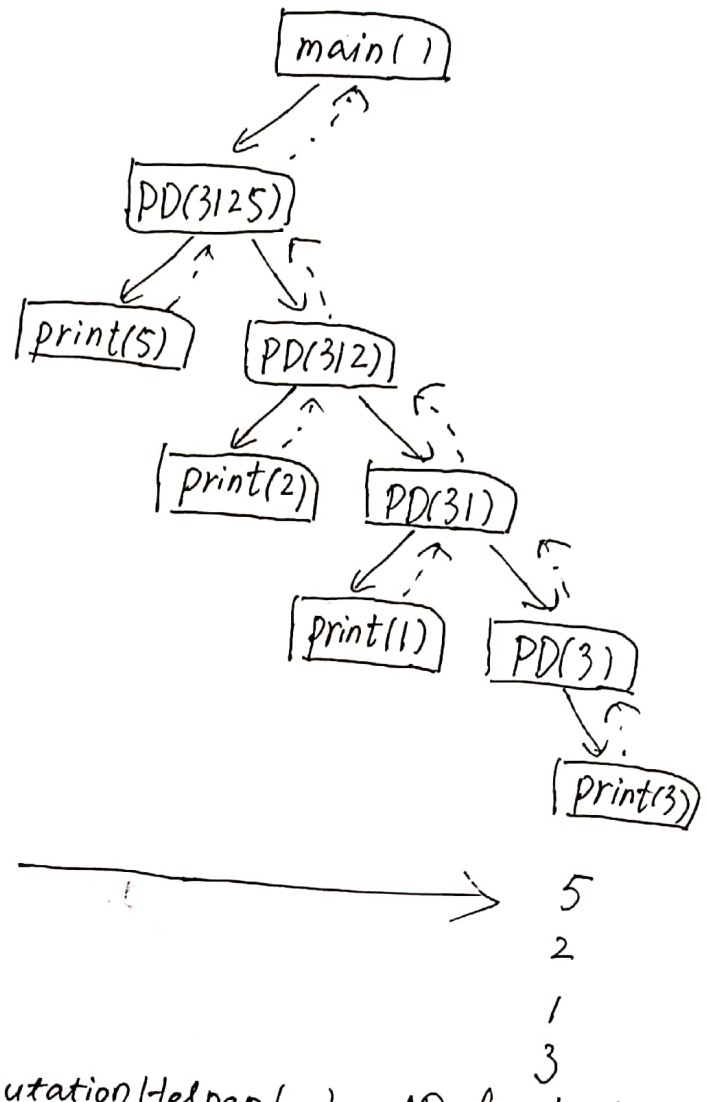 main( )
PD(3125)
print(5)
PD(312)
print(2)
PD(31)
print(1)
PD(3)
print(3)
5
2
1
3